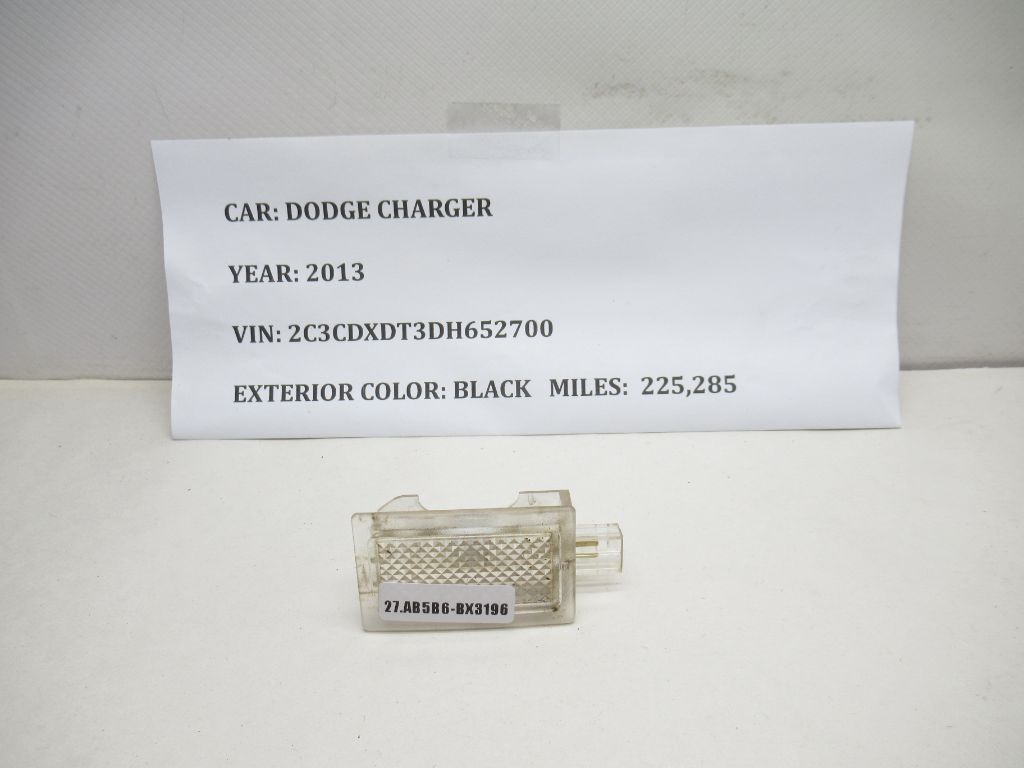 CAR: DODGE CHARGER
YEAR: 2013
VIN: 2C3CDXDT3DH652700
EXTERIOR COLOR: BLACK MILES: 225,285
27.AB5B6-BX3196